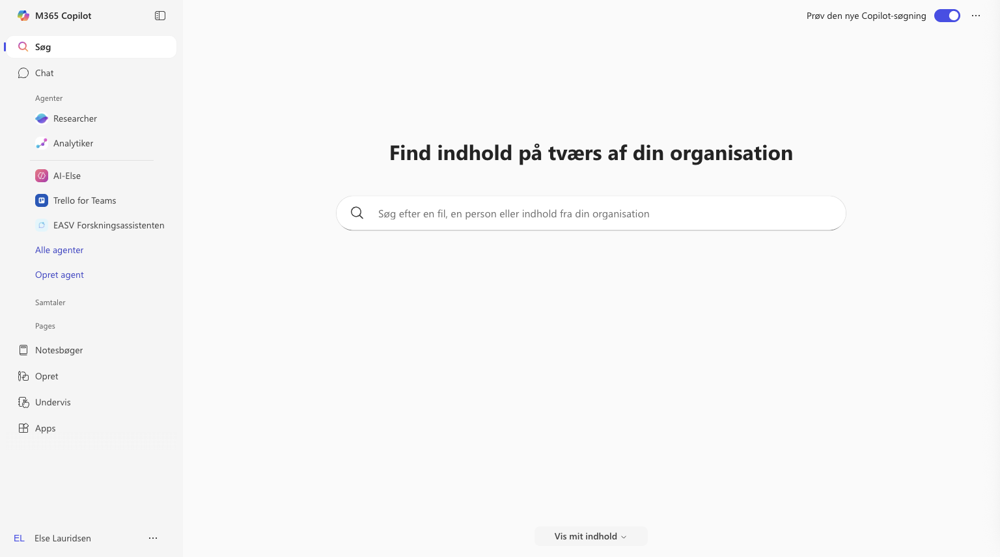 M365 Copilot
Søg
Chat
Agenter
Researcher
Analytiker
AI-Else
Trello for Teams
EASV Forskningsassistenten
Alle agenter
Opret agent
Samtaler
Pages
Notesbøger
Opret
Undervis
Apps
EL Else Lauridsen
Prøv den nye Copilot-søgning
Find indhold på tværs af din organisation
Søg efter en fil, en person eller indhold fra din organisation
Vis mit indhold